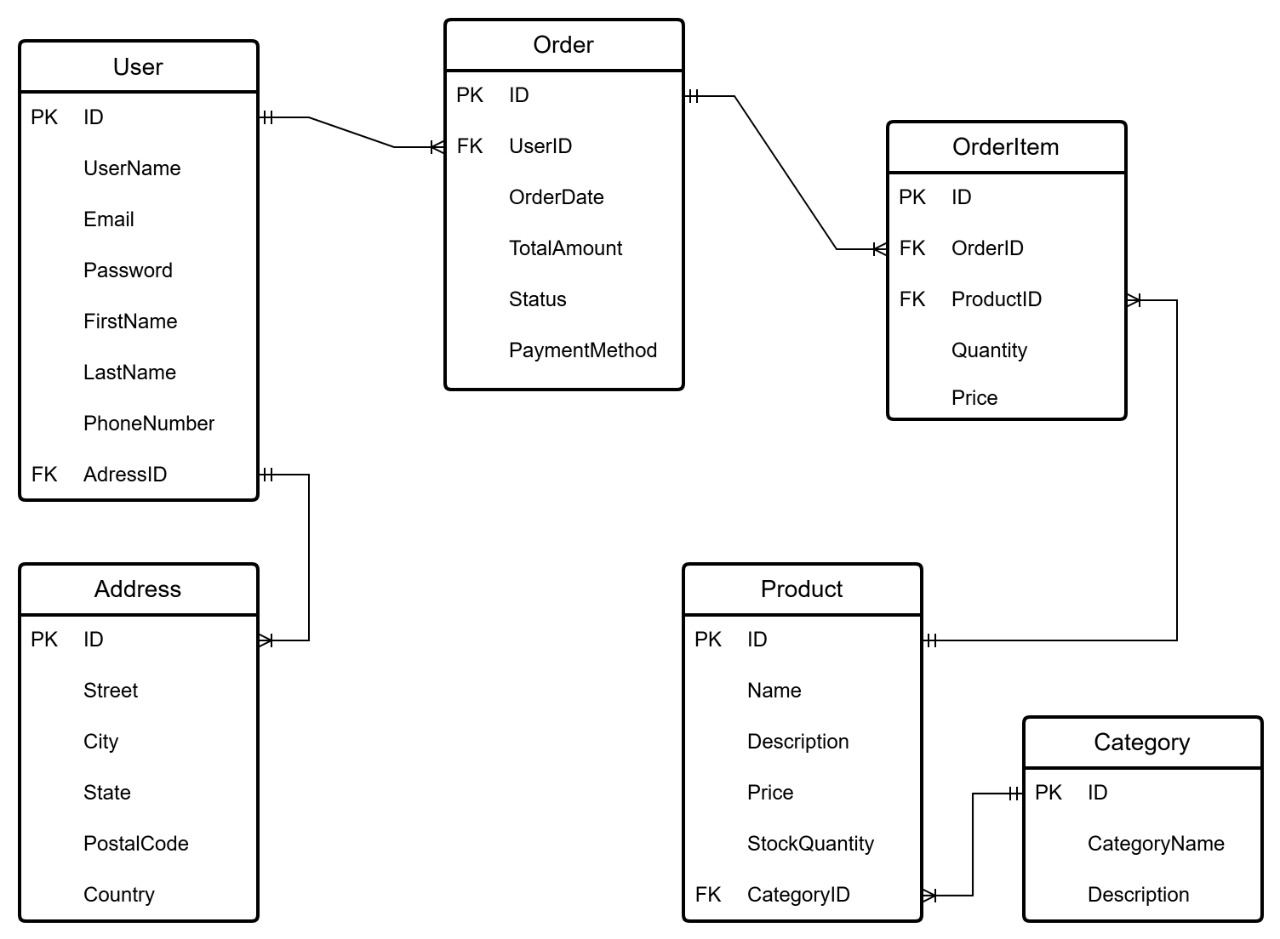 User
PK ID
UserName
Email
Password
FirstName
LastName
PhoneNumber
FK AdressID
Order
PK ID
FK UserID
OrderDate
TotalAmount
Status
PaymentMethod
OrderItem
PK ID
FK OrderID
FK ProductID
Quantity
Price
Address
PK ID
Street
City
State
PostalCode
Country
Product
PK ID
Name
Description
Price
StockQuantity
FK CategoryID
Category
PK ID
CategoryName
Description